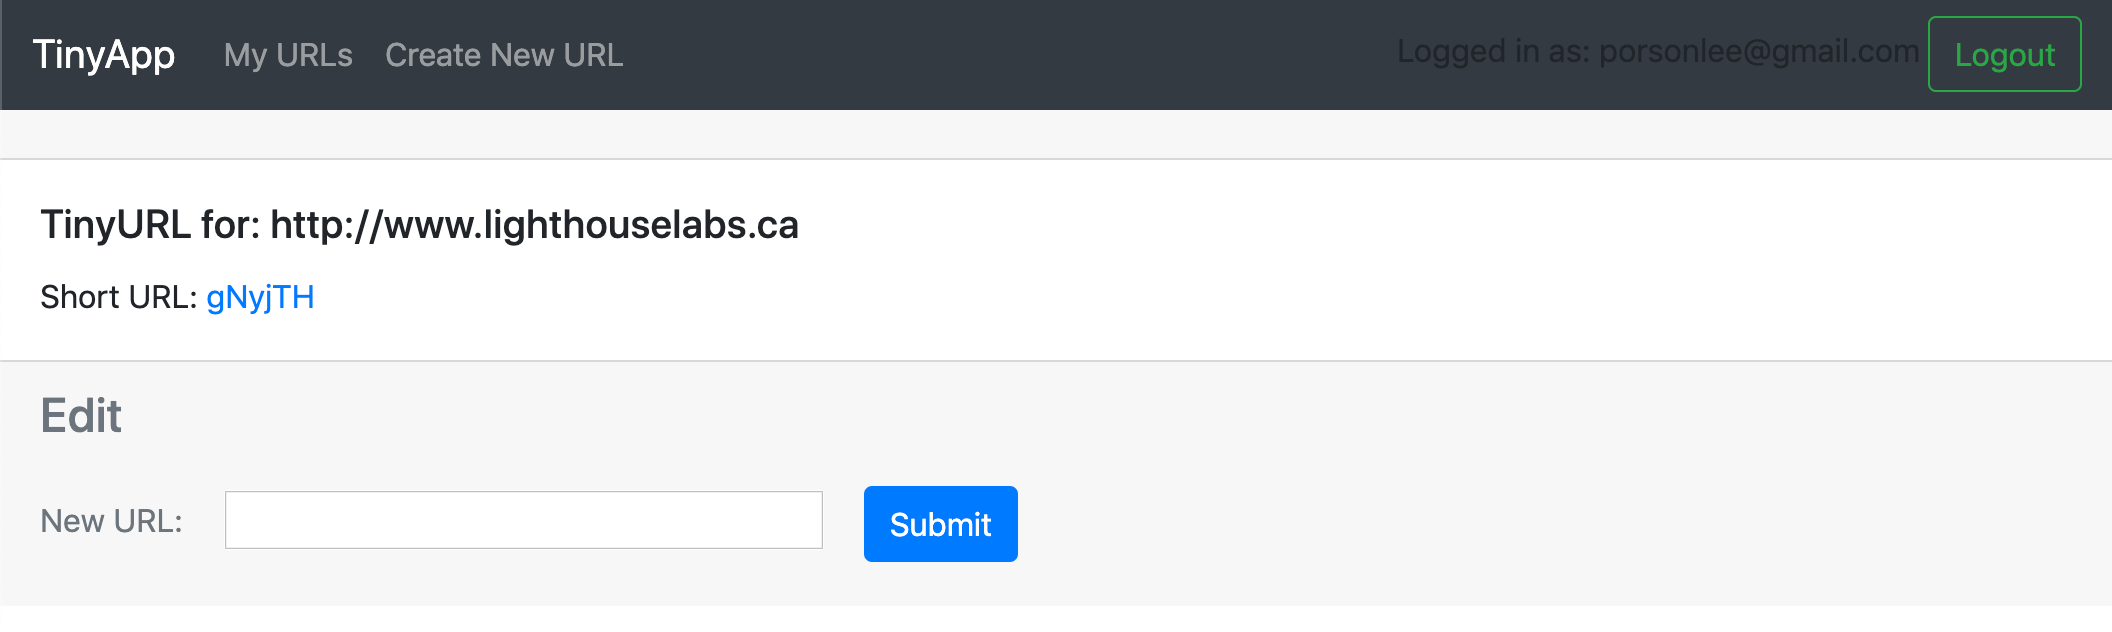 TinyApp My URLs Create New URL Logged in as: porsonlee@gmail.com Logout
TinyURL for: http://www.lighthouselabs.ca
Short URL: gNyjTH
Edit
New URL: Submit